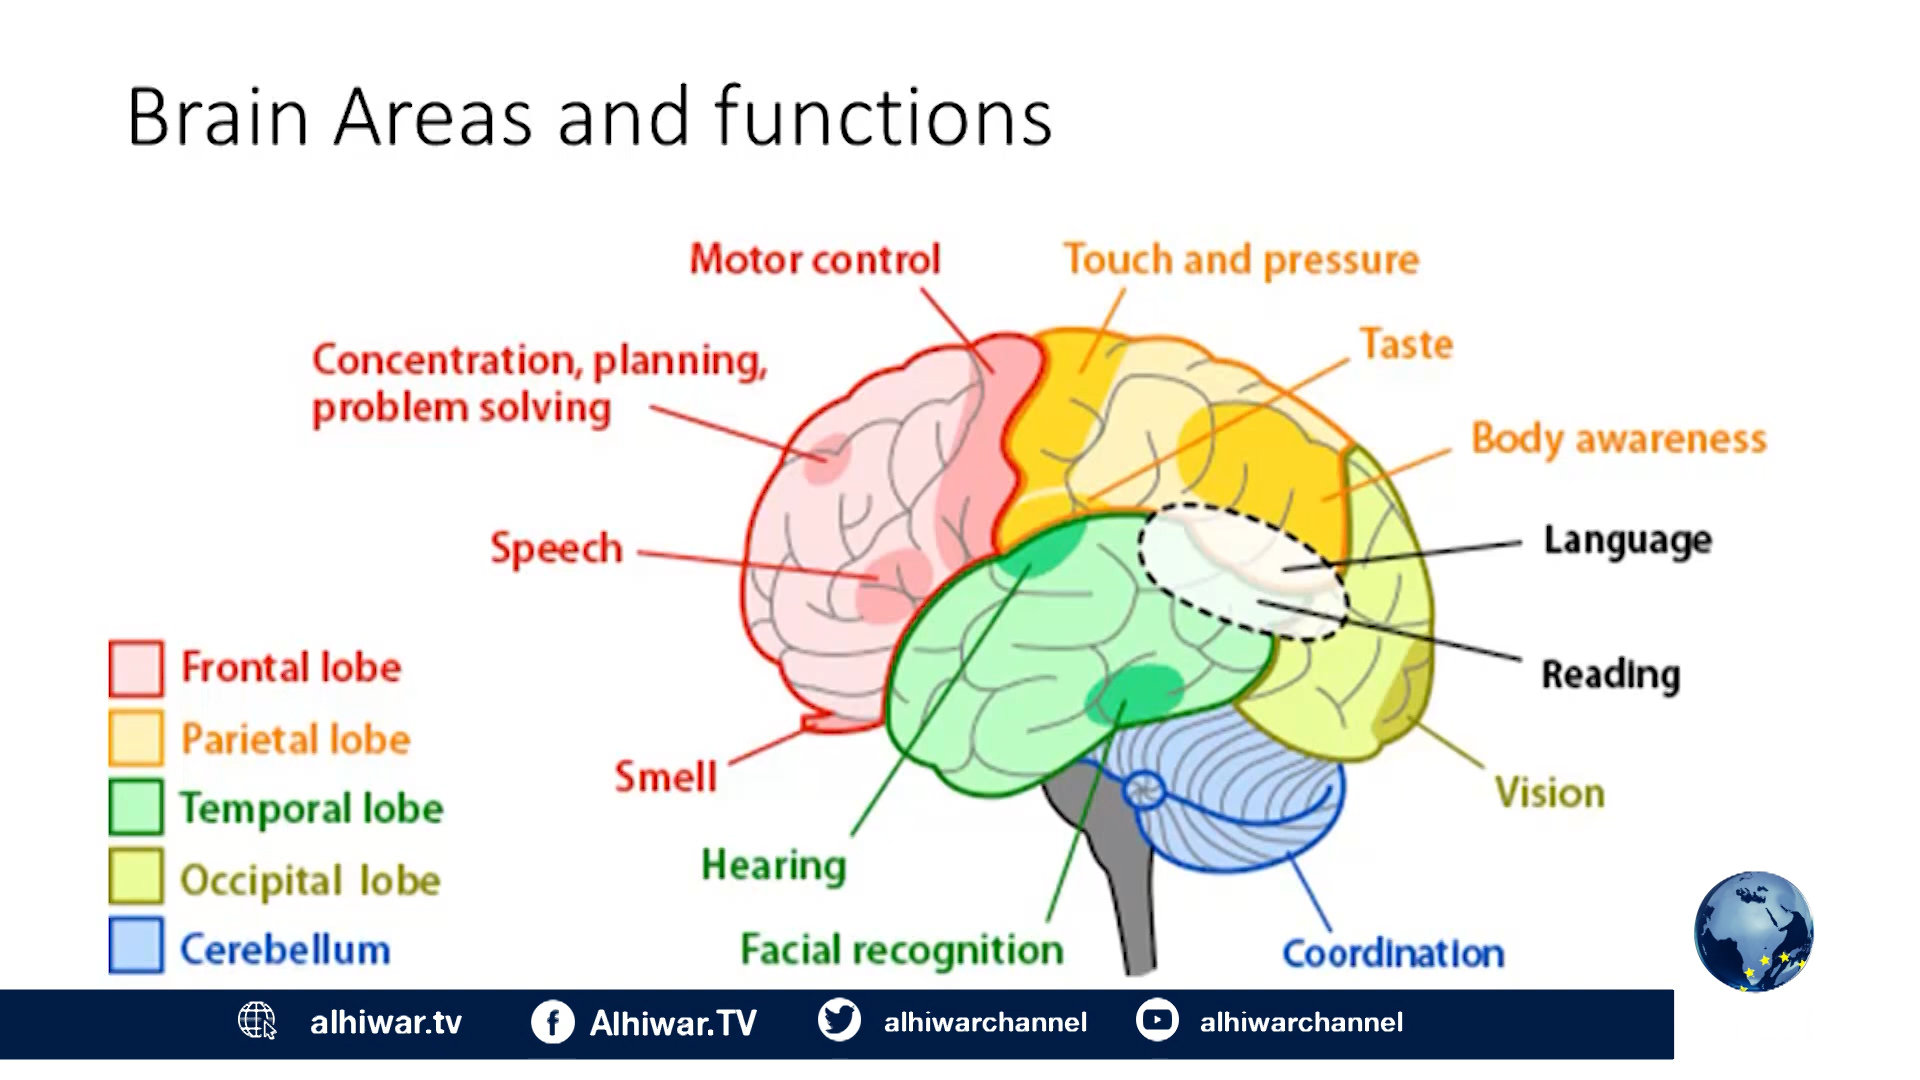 Brain Areas and functions
Motor control
Touch and pressure
Taste
Concentration, planning,
problem solving
Body awareness
Speech
Language
Reading
Frontal lobe
Parietal lobe
Temporal lobe
Occipital lobe
Cerebellum
Smell
Vision
Hearing
Facial recognition
Coordination
alhiwar.tv
Alhiwar.TV
alhiwarchannel
alhiwarchannel